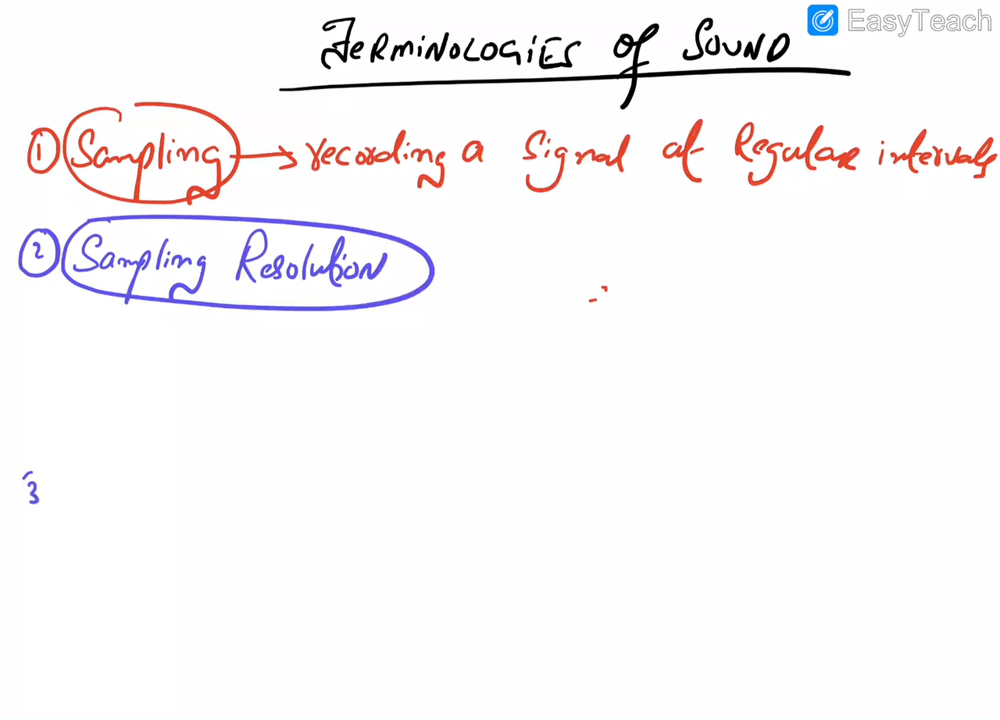 EasyTeach
TERMINOLOGIES OF SOUND
① Sampling → recording a signal at Regular intervals
② Sampling Resolution
3